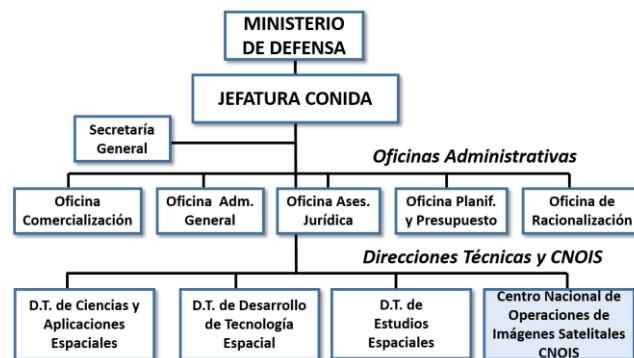 MINISTERIO
DE DEFENSA
JEFATURA CONIDA
Secretaría
General
Oficinas Administrativas
Oficina
Comercialización
Oficina Adm.
General
Oficina Ases.
Jurídica
Oficina Planif.
y Presupuesto
Oficina de
Racionalización
Direcciones Técnicas y CNOIS
D.T. de Ciencias y
Aplicaciones
Espaciales
D.T. de Desarrollo
de Tecnología
Espacial
D.T. de
Estudios
Espaciales
Centro Nacional de
Operaciones de
Imágenes Satelitales
CNOIS